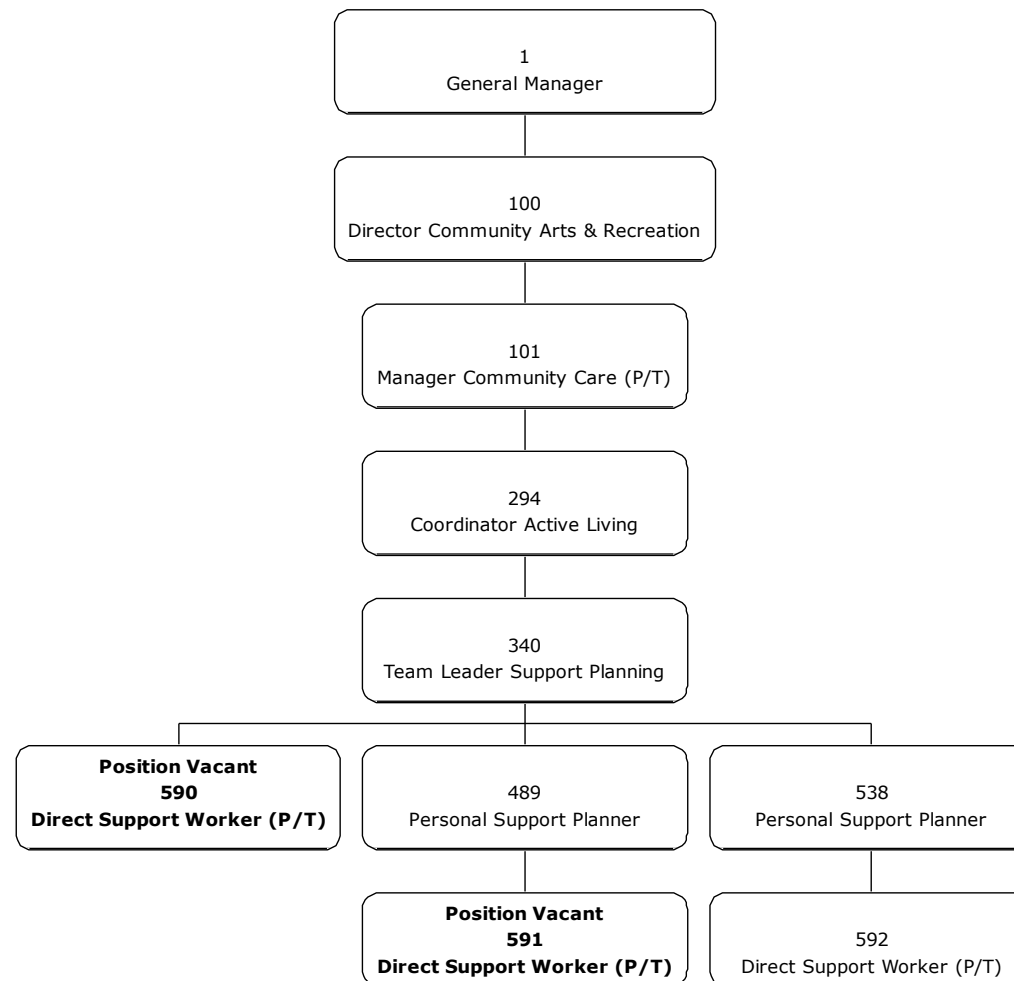 1
General Manager
100
Director Community Arts & Recreation
101
Manager Community Care (P/T)
294
Coordinator Active Living
340
Team Leader Support Planning
Position Vacant
590
Direct Support Worker (P/T)
489
Personal Support Planner
538
Personal Support Planner
Position Vacant
591
Direct Support Worker (P/T)
592
Direct Support Worker (P/T)